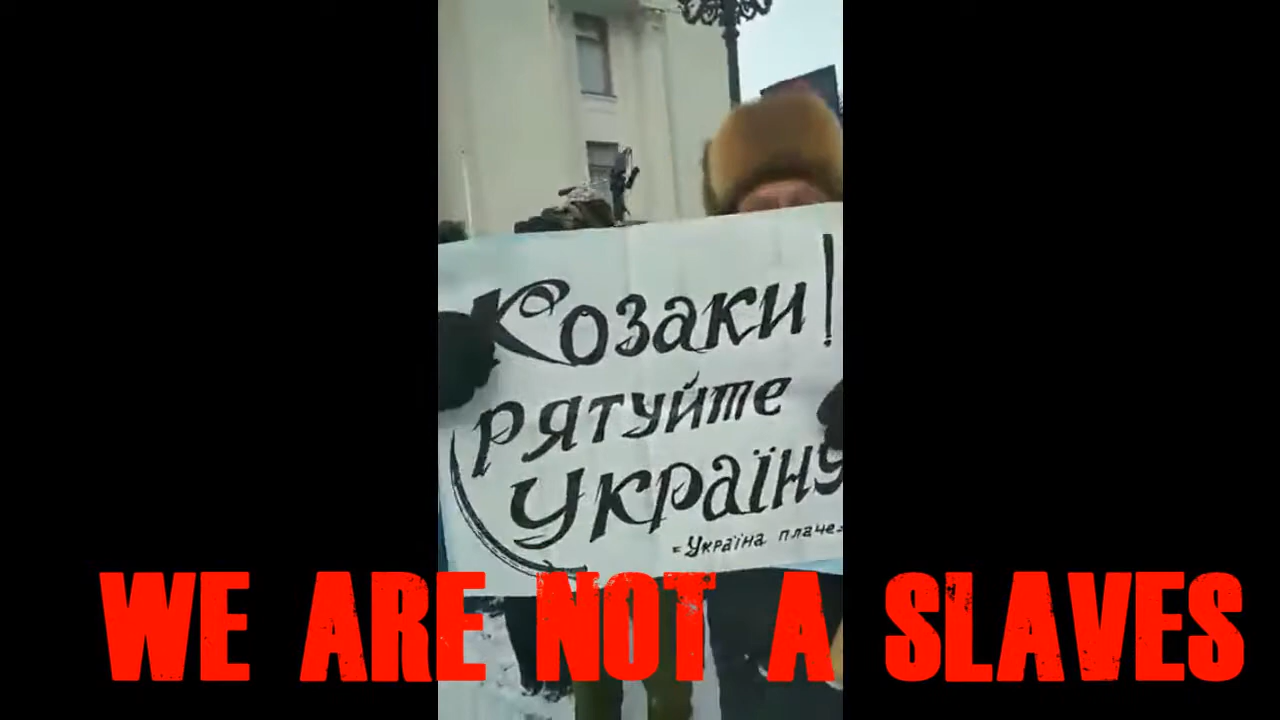 Козаки!
рятуйте
Україну
"Україна плаче"
WE ARE NOT A SLAVES